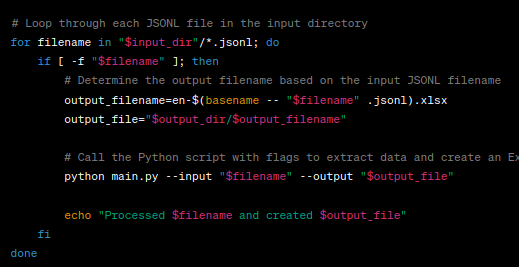 # Loop through each JSONL file in the input directory
for filename in "$input_dir"/*.jsonl; do
if [ -f "$filename" ]; then
# Determine the output filename based on the input JSONL filename
output_filename=en-$(basename -- "$filename" .jsonl).xlsx
output_file="$output_dir/$output_filename"
# Call the Python script with flags to extract data and create an Ex
python main.py --input "$filename" --output "$output_file"
echo "Processed $filename and created $output_file"
fi
done